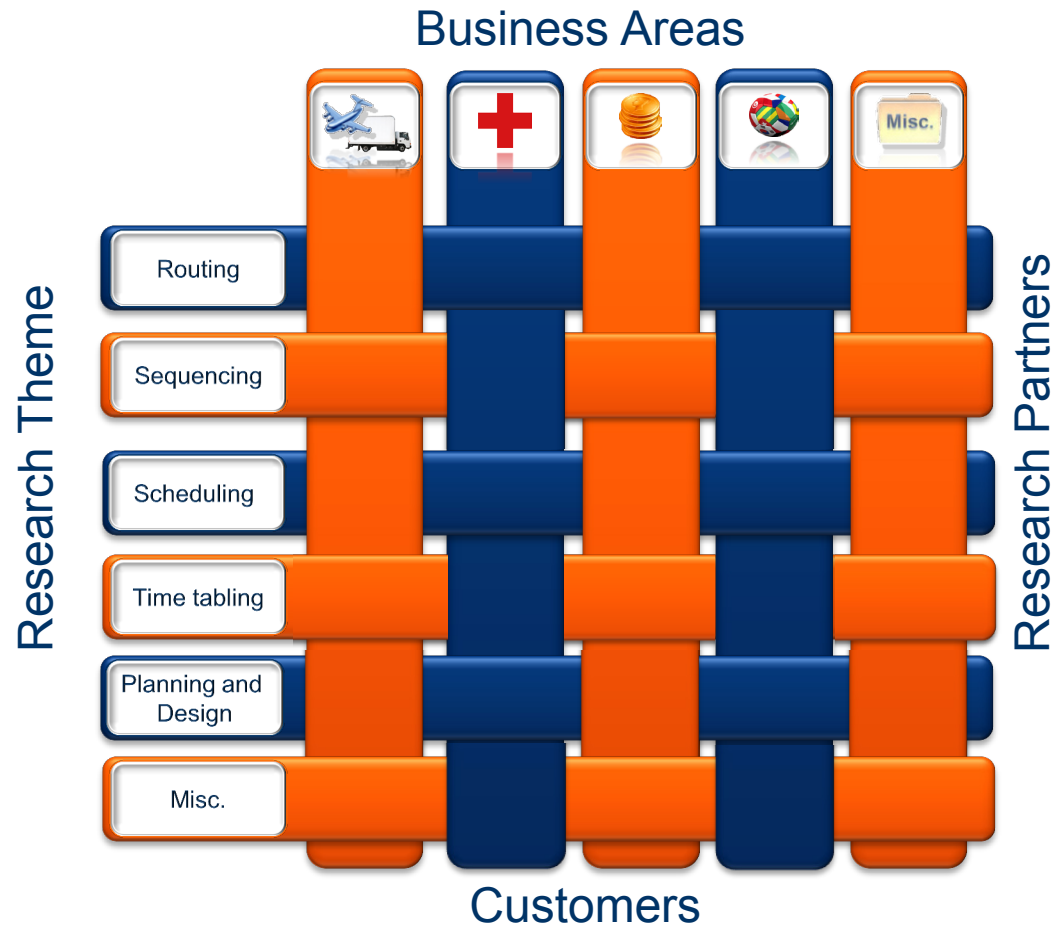 Business Areas
Misc.
Research Theme
Routing
Sequencing
Scheduling
Time tabling
Planning and
Design
Misc.
Research Partners
Customers